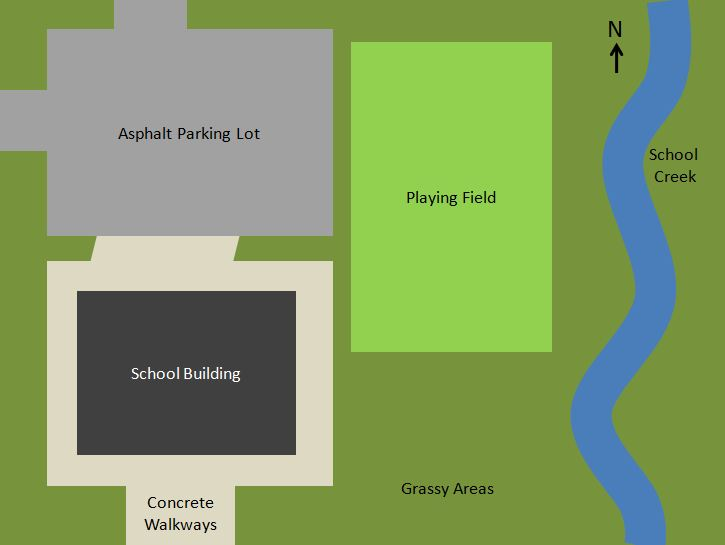 N
Asphalt Parking Lot
School
Creek
Playing Field
School Building
Grassy Areas
Concrete
Walkways